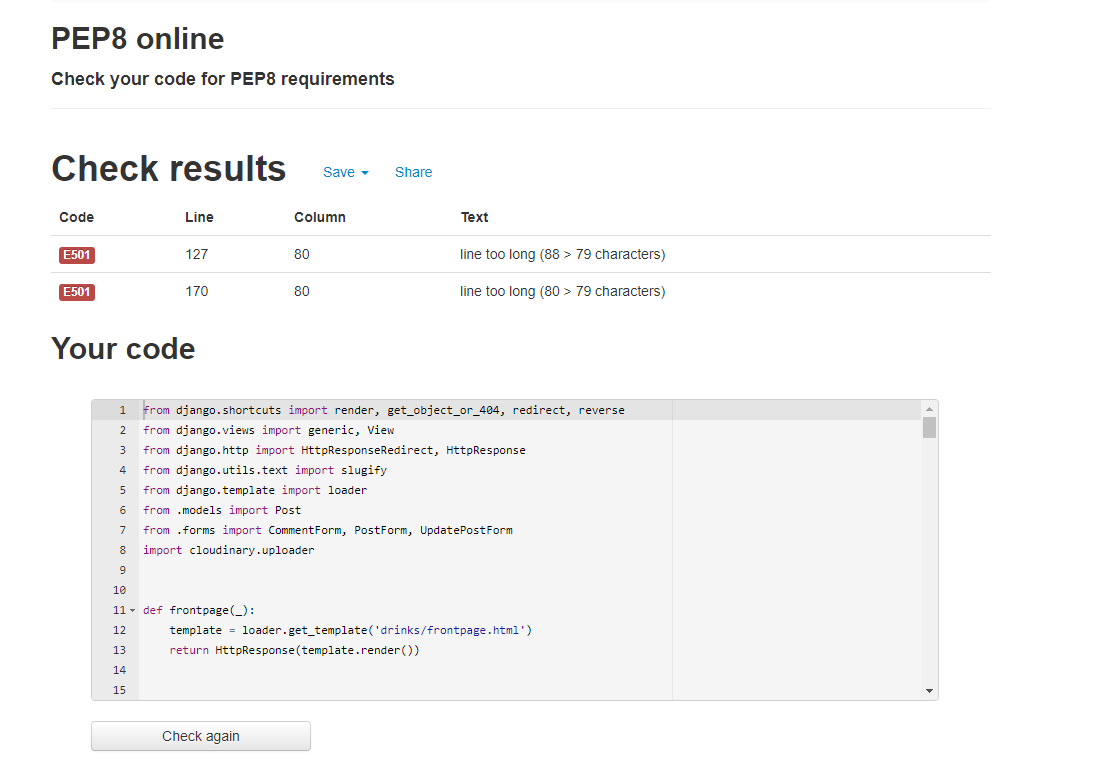 PEP8 online
Check your code for PEP8 requirements
Check results Save Share
Code Line Column Text
E501 127 80 line too long (88 > 79 characters)
E501 170 80 line too long (80 > 79 characters)
Your code
1 from django.shortcuts import render, get_object_or_404, redirect, reverse
2 from django.views import generic, View
3 from django.http import HttpResponseRedirect, HttpResponse
4 from django.utils.text import slugify
5 from django.template import loader
6 from .models import Post
7 from .forms import CommentForm, PostForm, UpdatePostForm
8 import cloudinary.uploader
9
10
11 def frontpage(_):
12     template = loader.get_template('drinks/frontpage.html')
13     return HttpResponse(template.render())
14
15
Check again